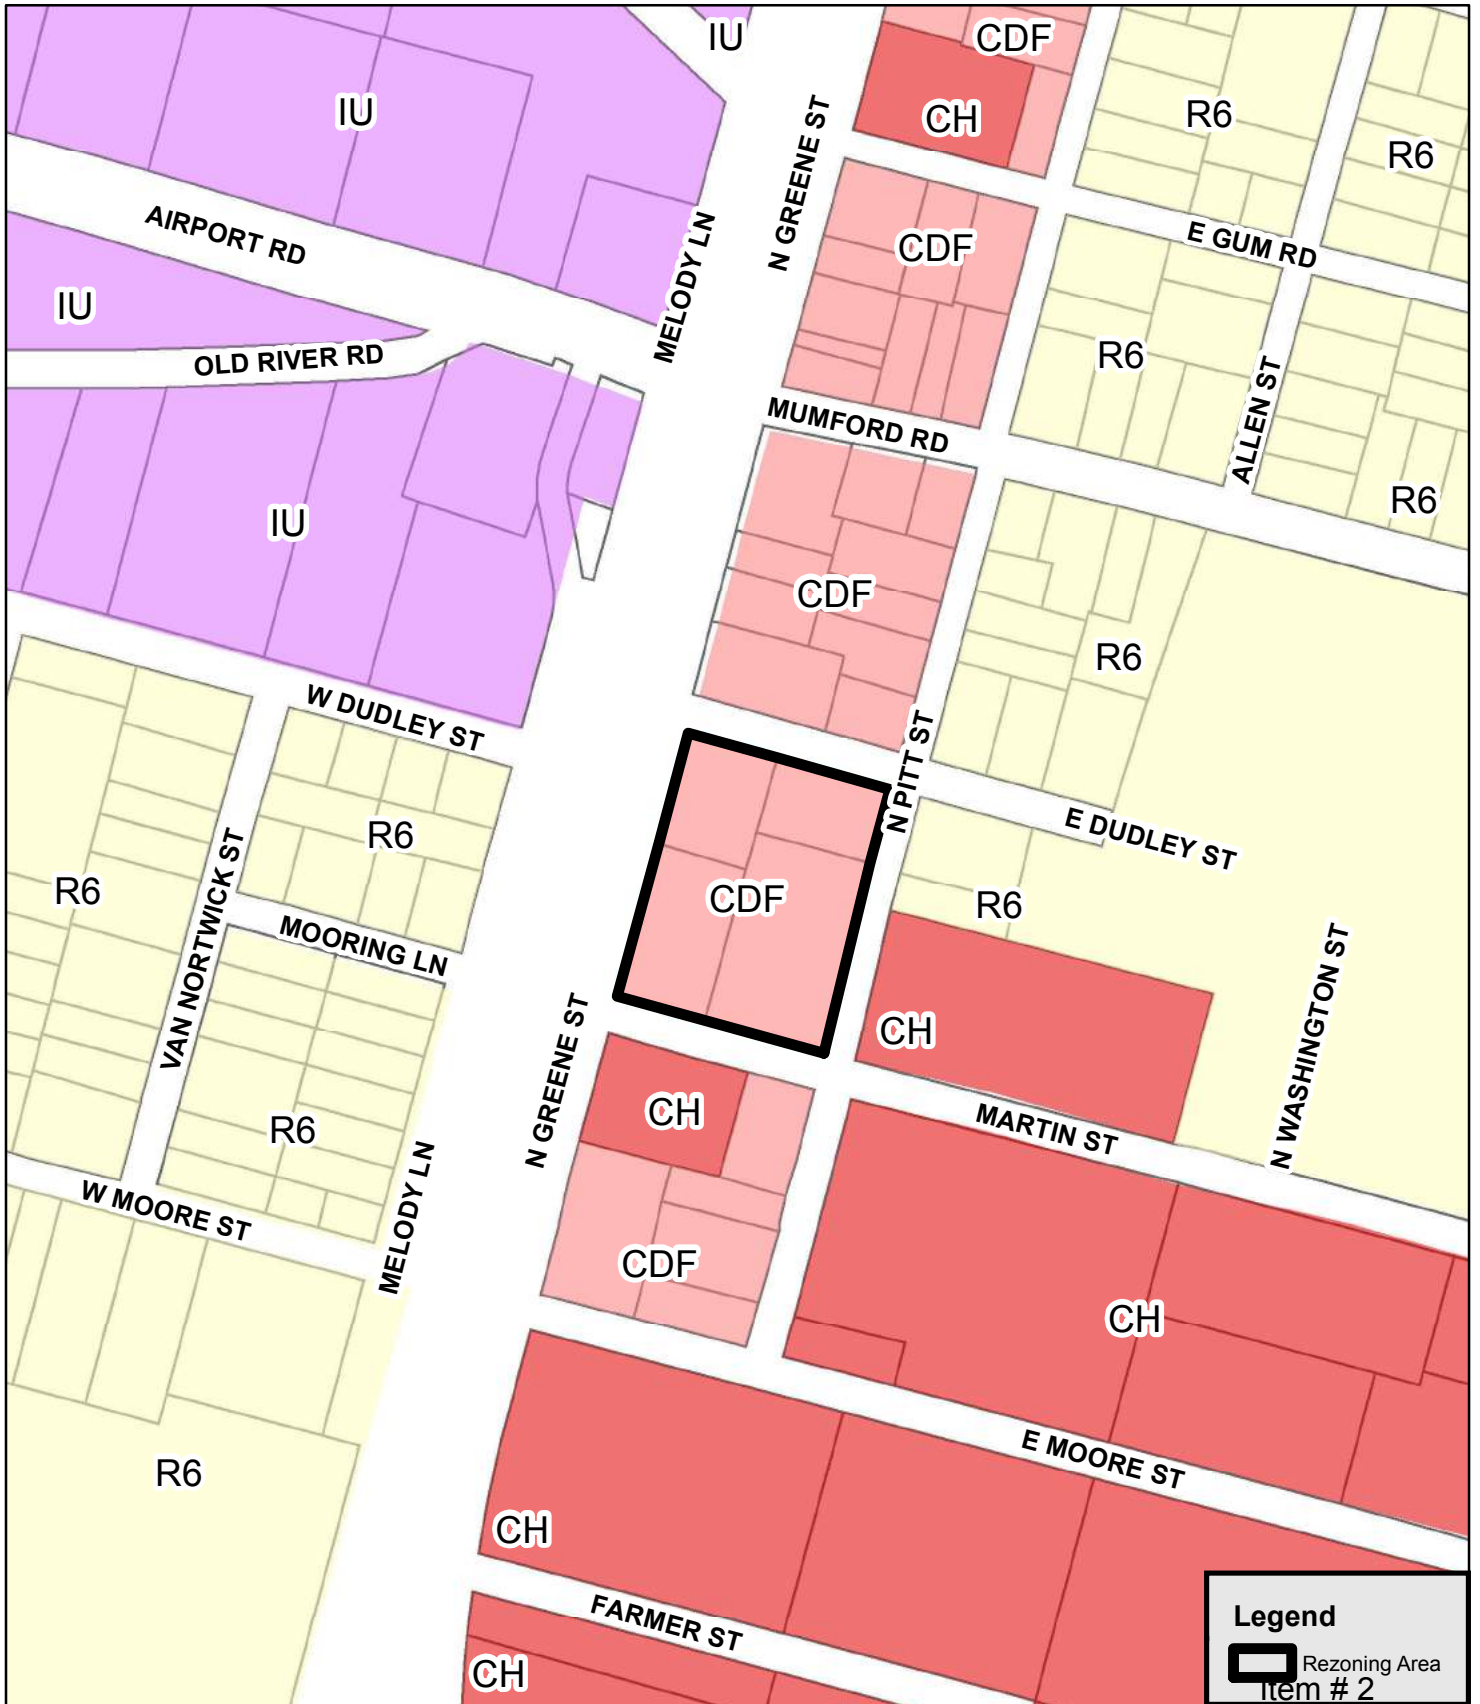 IU
CDF
IU
CH
R6
R6
N GREENE ST
AIRPORT RD
MELODY LN
CDF
E GUM RD
IU
OLD RIVER RD
R6
ALLEN ST
MUMFORD RD
R6
IU
CDF
R6
W DUDLEY ST
N PITT ST
E DUDLEY ST
R6
R6
VAN NORTWICK ST
CDF
R6
MOORING LN
N WASHINGTON ST
CH
N GREENE ST
CH
MARTIN ST
R6
W MOORE ST
MELODY LN
CDF
CH
E MOORE ST
R6
CH
FARMER ST
CH
Legend
Rezoning Area
Item # 2